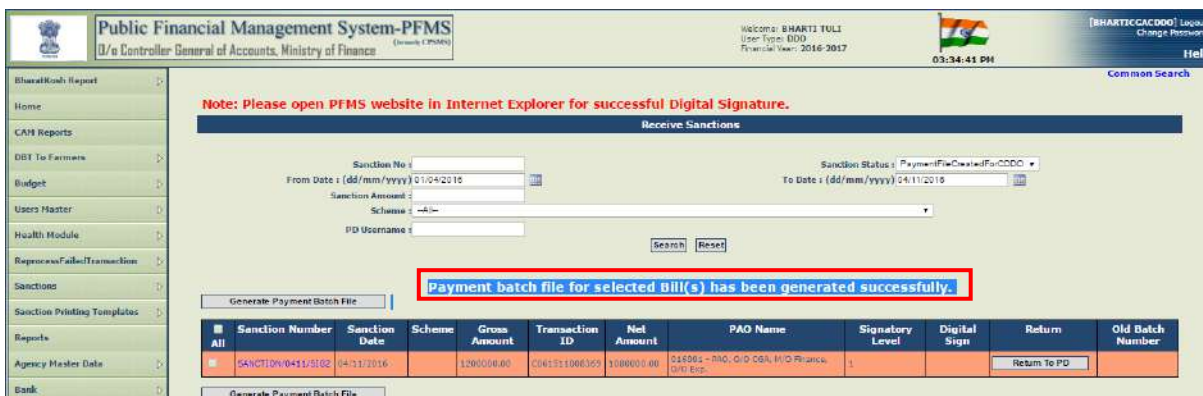 Public Financial Management System-PFMS
(formerly CPSMS)
O/o Controller General of Accounts, Ministry of Finance
Welcome: BHARTI TULI
User Type: DDO
Financial Year: 2016-2017
03:34:41 PM
[BHARTICGACDDO] Logou
Change Passwor
Hel
Common Search
BharatKosh Report
Home
CAM Reports
DBT To Farmers
Budget
Users Master
Health Module
ReprocessFailedTransaction
Sanctions
Sanction Printing Templates
Reports
Agency Master Data
Bank
Note: Please open PFMS website in Internet Explorer for successful Digital Signature.
Receive Sanctions
Sanction No :
Sanction Status : PaymentFileCreatedForCDDO
From Date : (dd/mm/yyyy) 01/04/2016
To Date : (dd/mm/yyyy) 04/11/2016
Sanction Amount :
Scheme : --All--
PD Username :
Search Reset
Payment batch file for selected Bill(s) has been generated successfully.
Generate Payment Batch File
All Sanction Number Sanction Date Scheme Gross Amount Transaction ID Net Amount PAO Name Signatory Level Digital Sign Return Old Batch Number
04/11/2016 1200000.00 1080000.00 1 Return To PD
Generate Payment Batch File